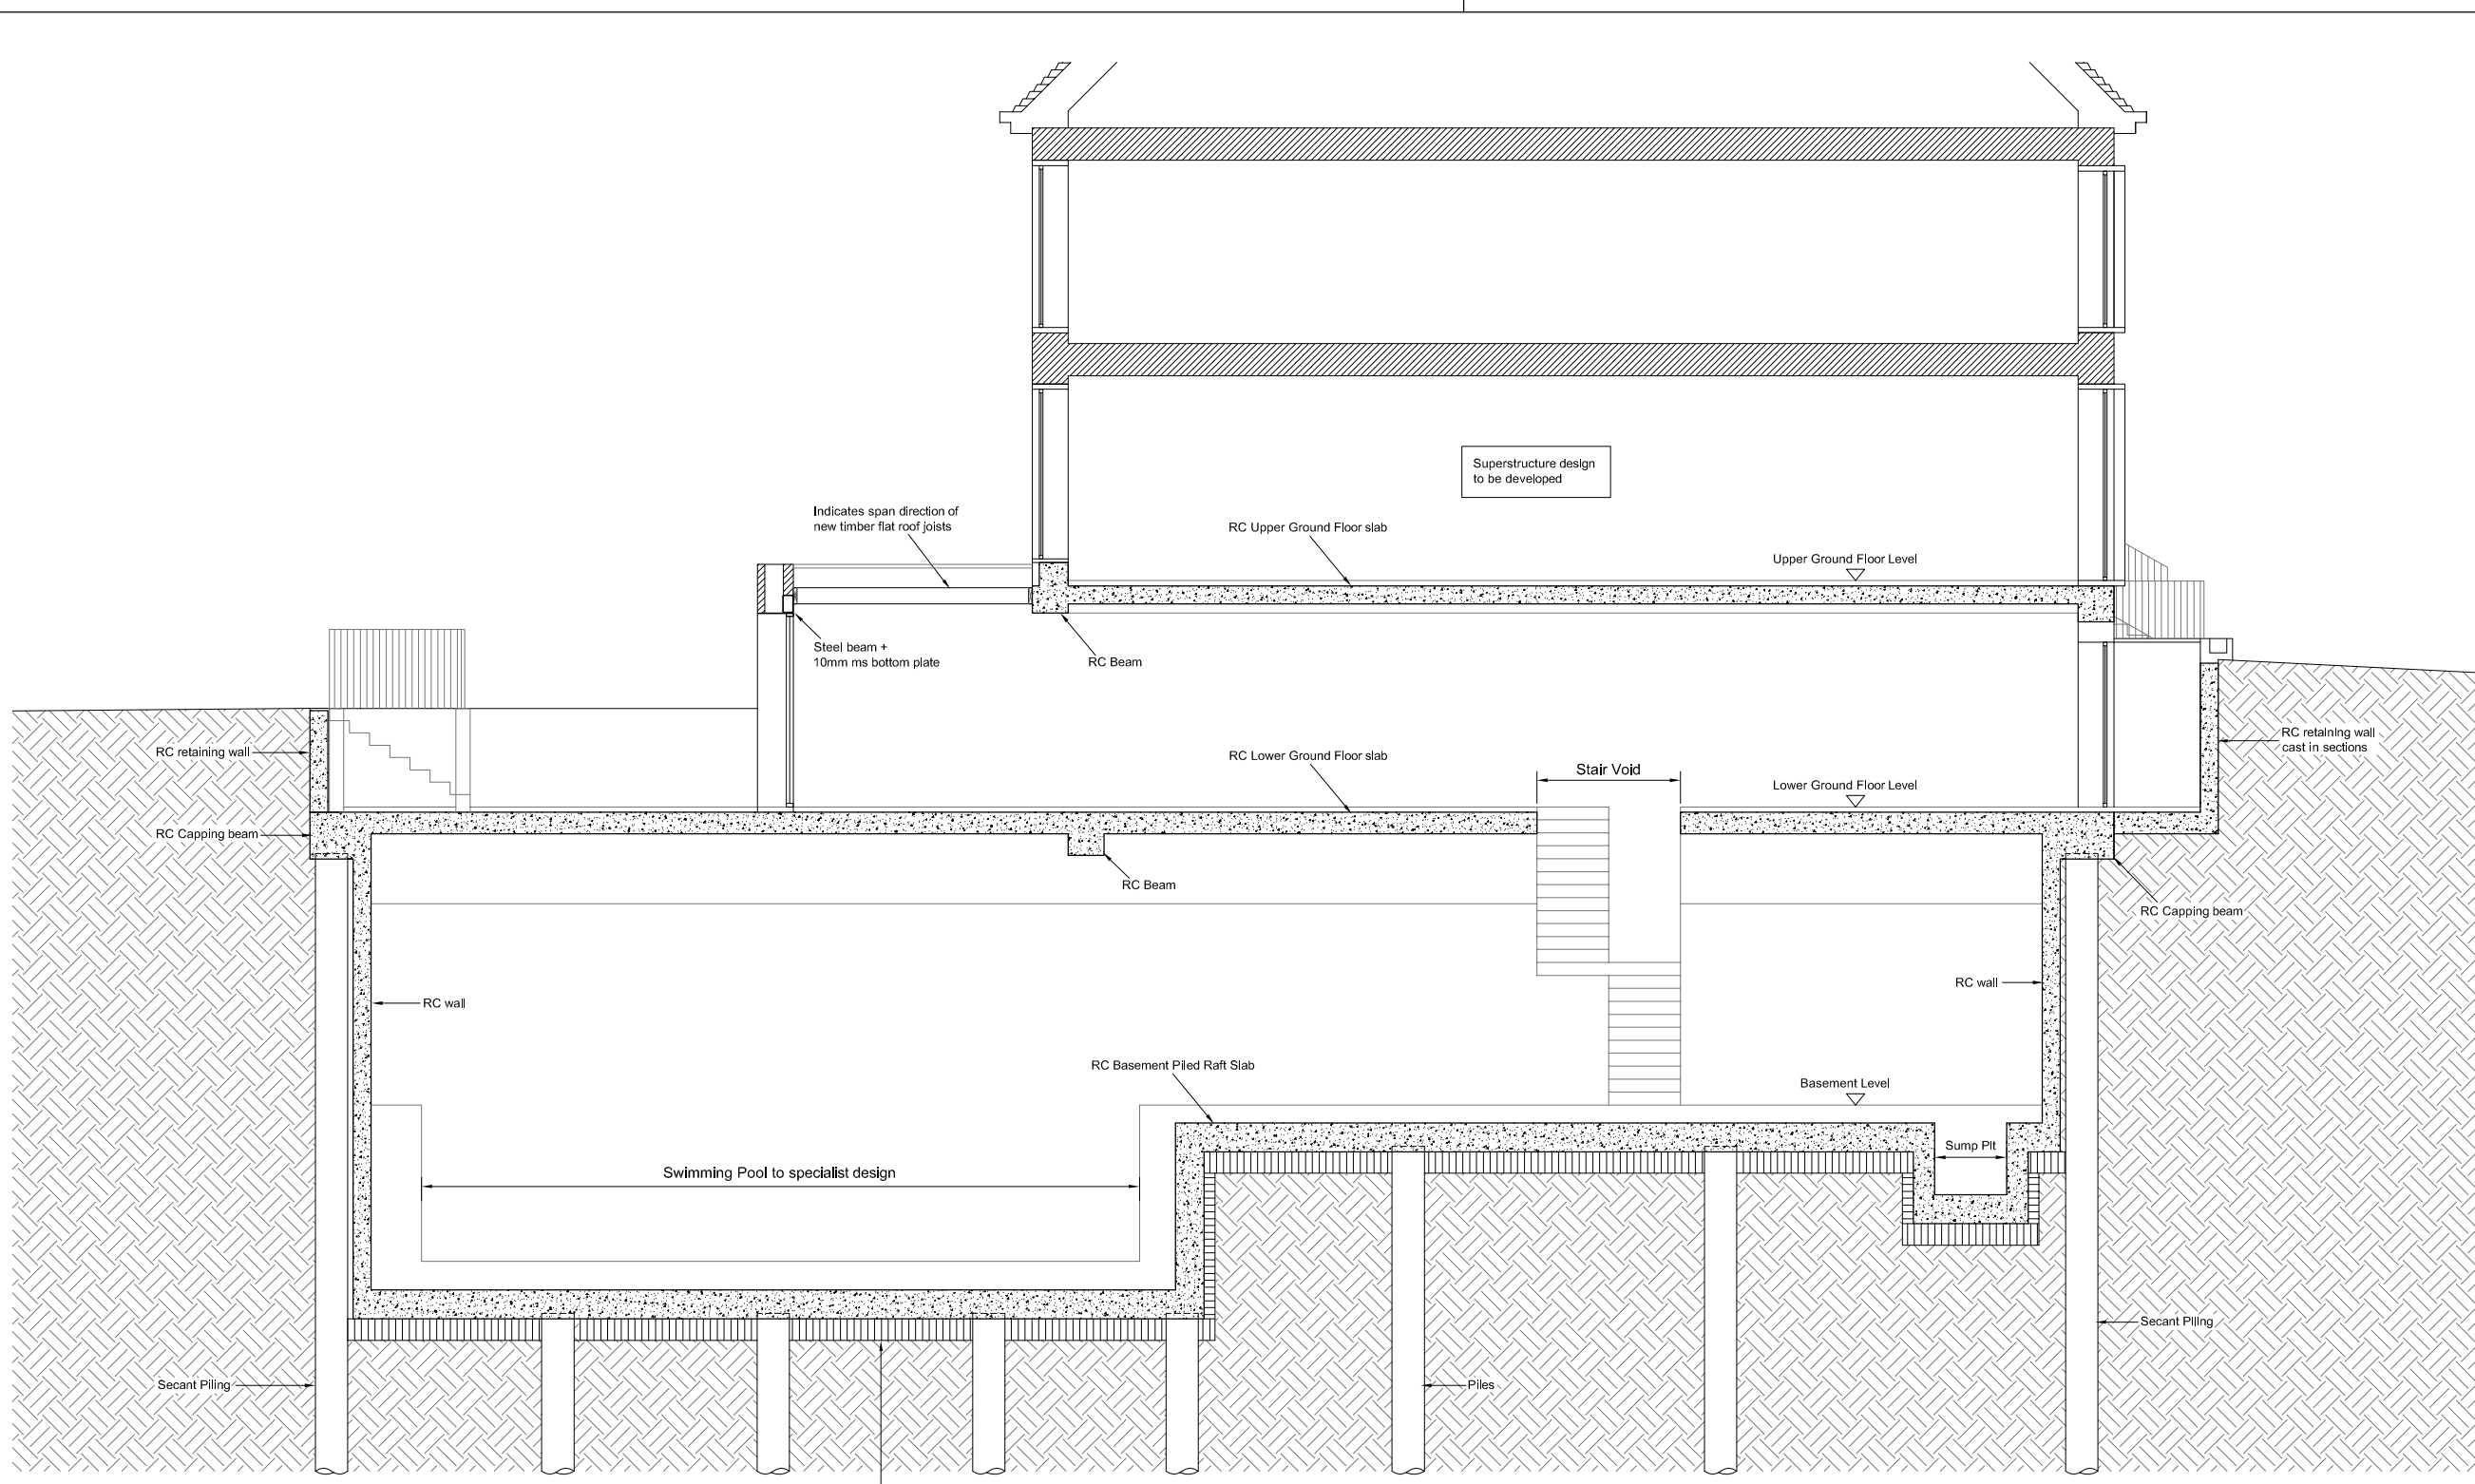 Superstructure design
to be developed
Indicates span direction of
new timber flat roof joists
RC Upper Ground Floor slab
Upper Ground Floor Level
Steel beam +
10mm ms bottom plate
RC Beam
RC retaining wall
RC retaining wall
cast in sections
RC Lower Ground Floor slab
Stair Void
Lower Ground Floor Level
RC Capping beam
RC Beam
RC Capping beam
RC wall
RC wall
RC Basement Piled Raft Slab
Basement Level
Sump Pit
Swimming Pool to specialist design
Secant Piling
Secant Piling
Piles